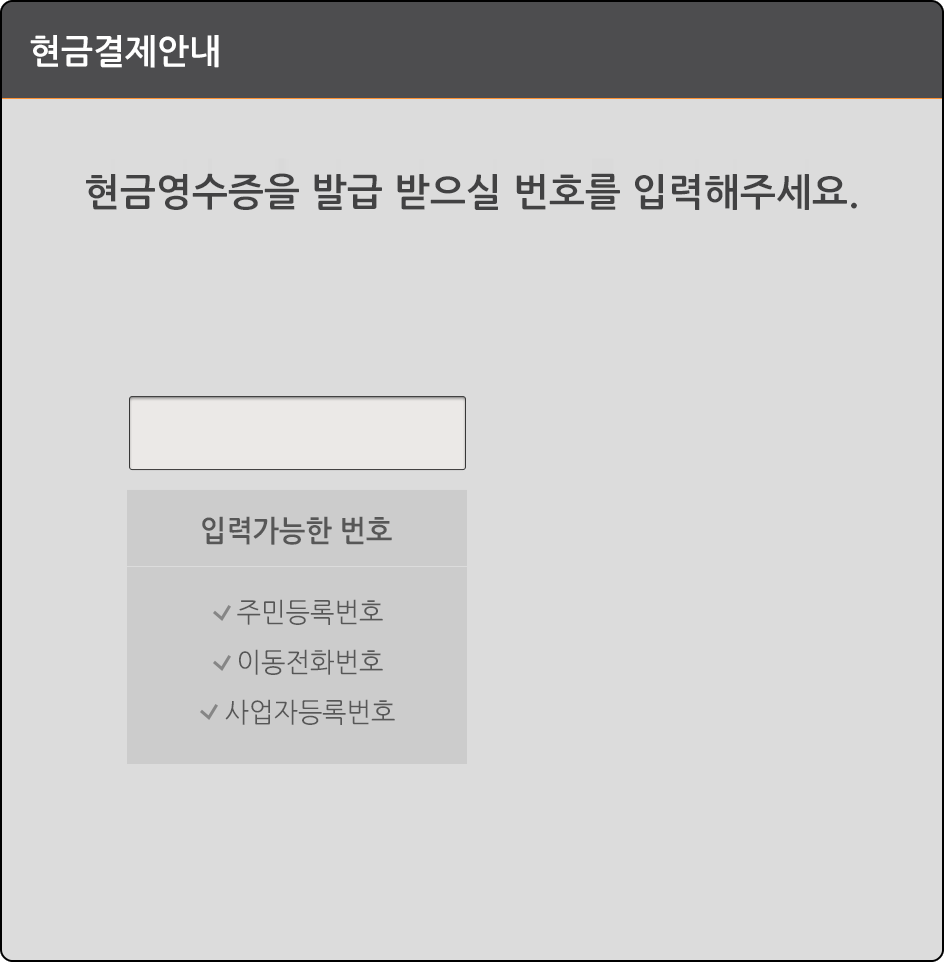 현금결제안내
현금영수증을 발급 받으실 번호를 입력해주세요.
입력가능한 번호
주민등록번호
이동전화번호
사업자등록번호